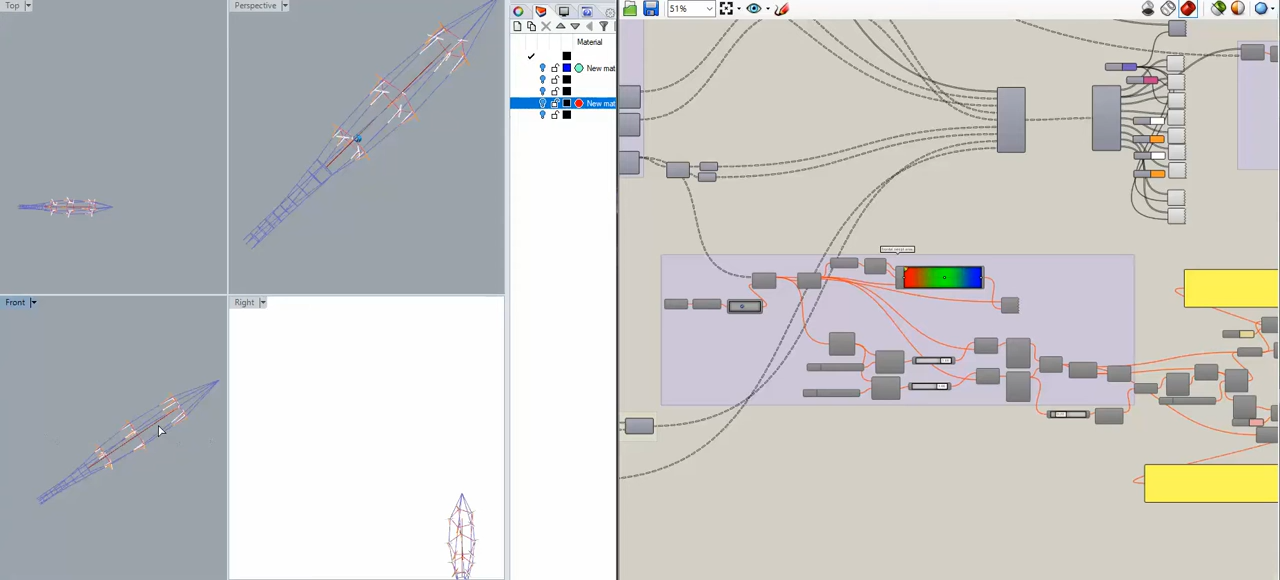 Top
Perspective
51%
Material
New mat
New mat
Front
Right